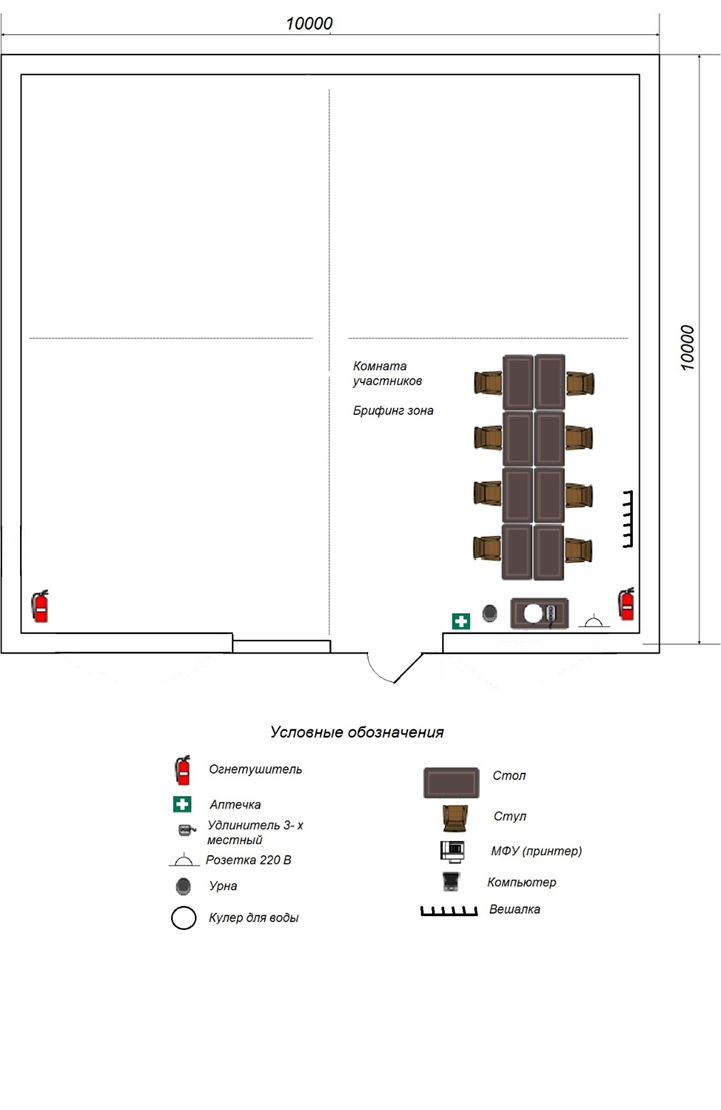 10000
10000
Комната
участников
Брифинг зона
Условные обозначения
Огнетушитель
Аптечка
Удлинитель 3- х
местный
Розетка 220 В
Урна
Кулер для воды
Стол
Стул
МФУ (принтер)
Компьютер
Вешалка